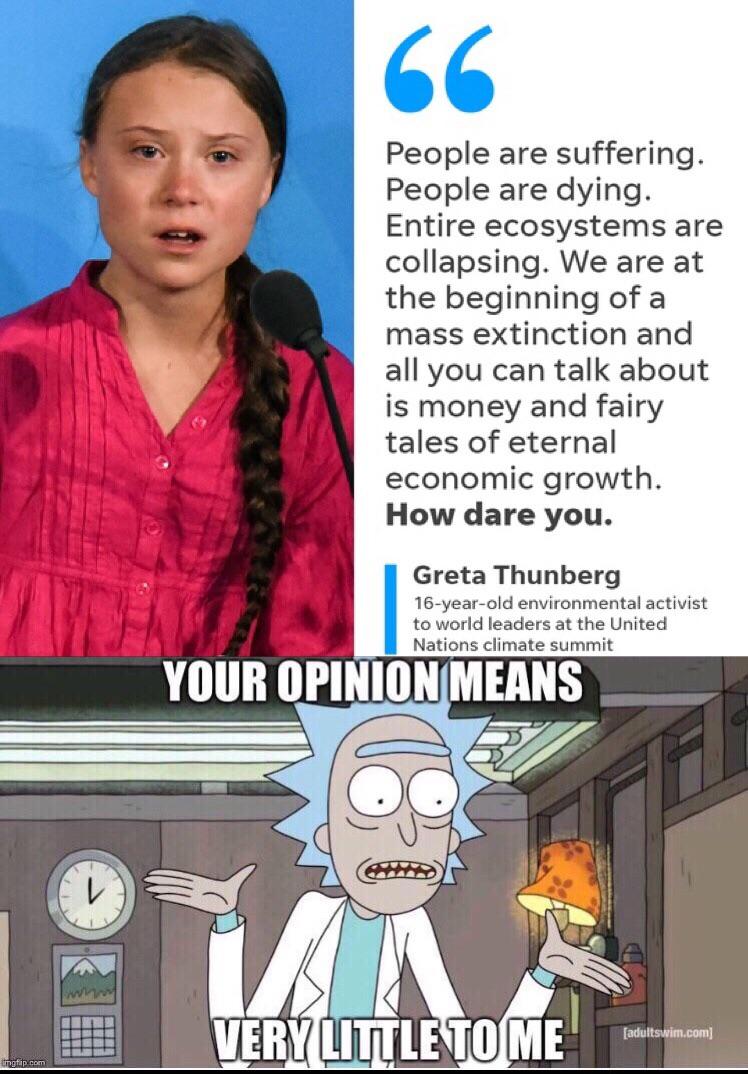 “
People are suffering.
People are dying.
Entire ecosystems are
collapsing. We are at
the beginning of a
mass extinction and
all you can talk about
is money and fairy
tales of eternal
economic growth.
How dare you.
Greta Thunberg
16-year-old environmental activist
to world leaders at the United
Nations climate summit
YOUR OPINION MEANS
VERY LITTLE TO ME
[adultswim.com]
imgflip.com